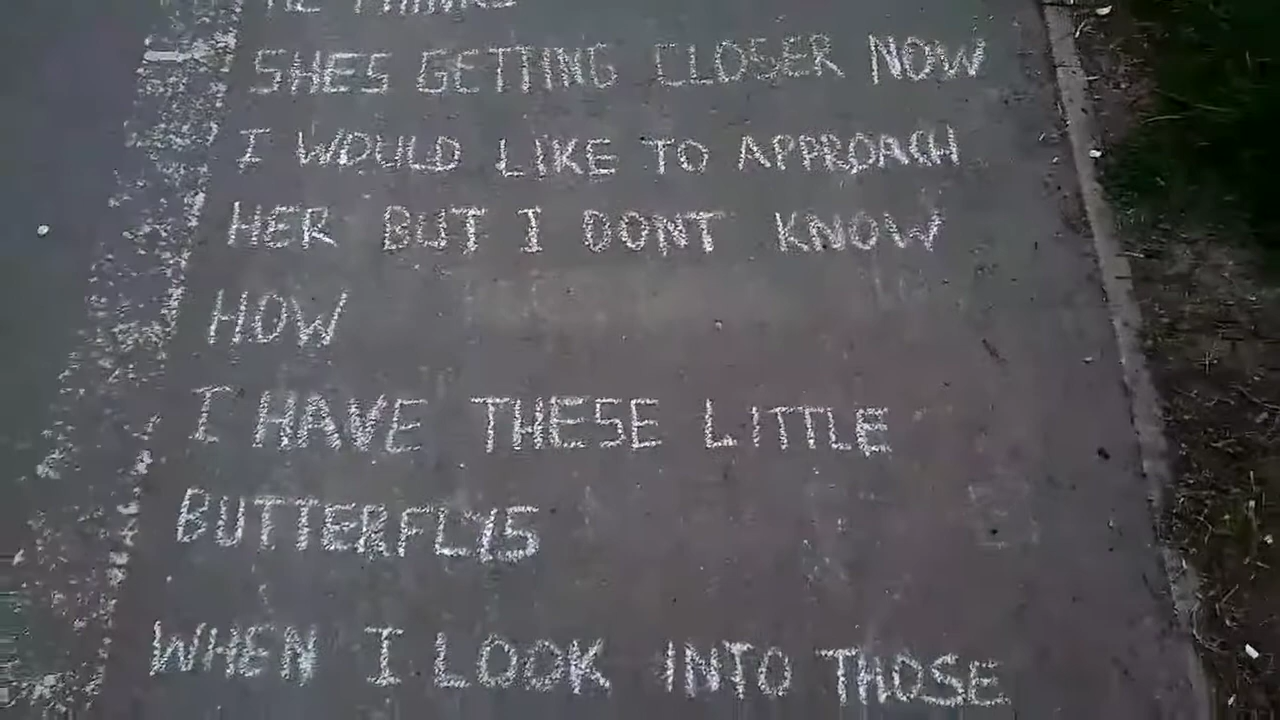 SHES GETTING CLOSER NOW
I WOULD LIKE TO APPROACH
HER BUT I DONT KNOW
HOW
I HAVE THESE LITTLE
BUTTERFLYS
WHEN I LOOK INTO THOSE